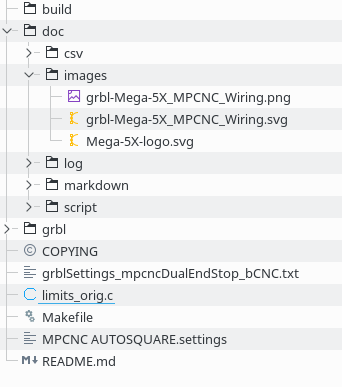 build
doc
csv
images
grbl-Mega-5X_MPCNC_Wiring.png
grbl-Mega-5X_MPCNC_Wiring.svg
Mega-5X-logo.svg
log
markdown
script
grbl
COPYING
grblSettings_mpcncDualEndStop_bCNC.txt
limits_orig.c
Makefile
MPCNC AUTOSQUARE.settings
README.md